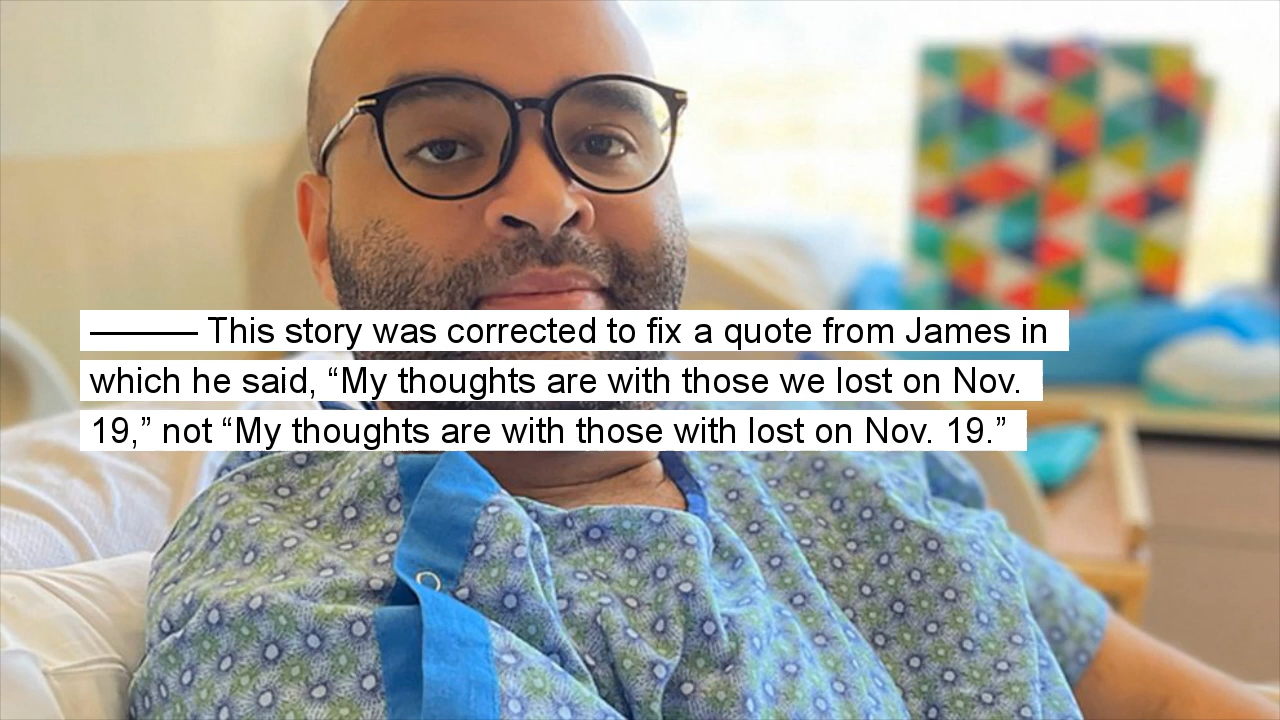 ——— This story was corrected to fix a quote from James in
which he said, “My thoughts are with those we lost on Nov.
19,” not “My thoughts are with those with lost on Nov. 19.”